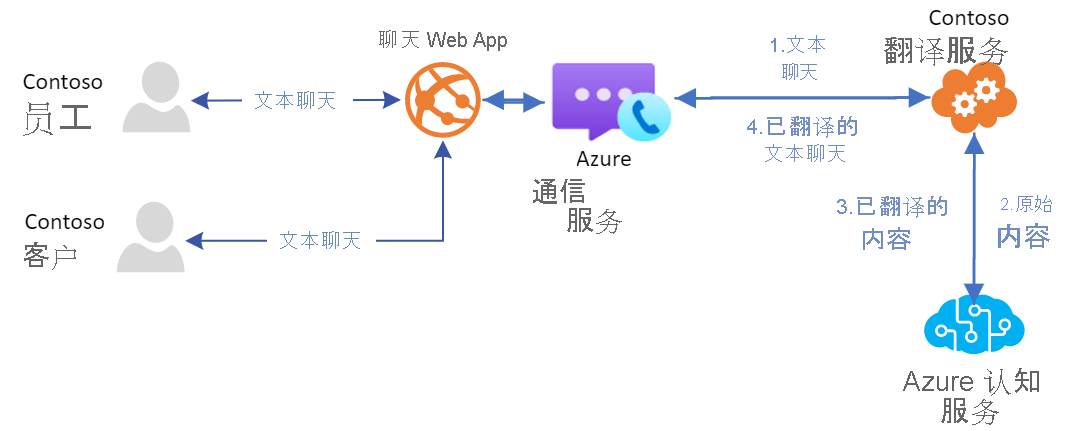 聊天 Web App
Contoso
员工
文本聊天
Contoso
客户
文本聊天
Azure
通信
服务
1.文本
聊天
4.已翻译的
文本聊天
Contoso
翻译服务
3.已翻译的
内容
2.原始
内容
Azure 认知
服务